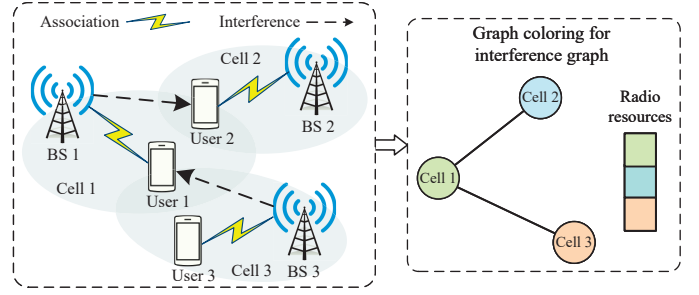 Association
Interference
Cell 2
User 2
BS 2
BS 1
Cell 1
User 1
User 3
Cell 3
BS 3
Graph coloring for
interference graph
Cell 2
Cell 1
Cell 3
Radio
resources